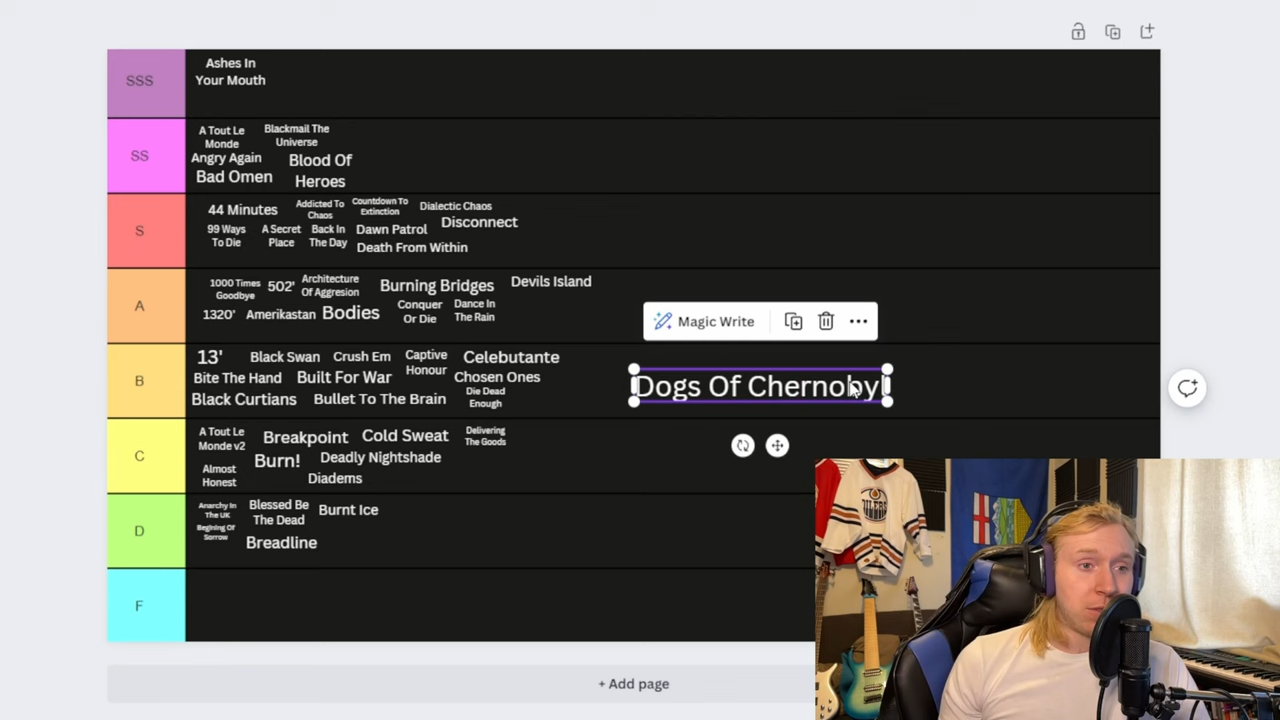 SSS
Ashes In
Your Mouth
SS
A Tout Le
Monde
Blackmail The
Universe
Angry Again
Blood Of
Heroes
Bad Omen
S
44 Minutes
Addicted To
Chaos
Countdown To
Extinction
Dialectic Chaos
Disconnect
99 Ways
To Die
A Secret
Place
Back In
The Day
Dawn Patrol
Death From Within
A
1000 Times
Goodbye
502'
Architecture
Of Aggresion
Burning Bridges
Devils Island
1320'
Amerikastan
Bodies
Conquer
Or Die
Dance In
The Rain
Magic Write
B
13'
Black Swan
Crush Em
Captive
Honour
Celebutante
Bite The Hand
Built For War
Chosen Ones
Black Curtians
Bullet To The Brain
Die Dead
Enough
Dogs Of Chernobyl
C
A Tout Le
Monde v2
Breakpoint
Cold Sweat
Delivering
The Goods
Almost
Honest
Burn!
Deadly Nightshade
Diadems
D
Anarchy In
The UK
Blessed Be
The Dead
Burnt Ice
Begining Of
Sorrow
Breadline
F
+ Add page
OILERS